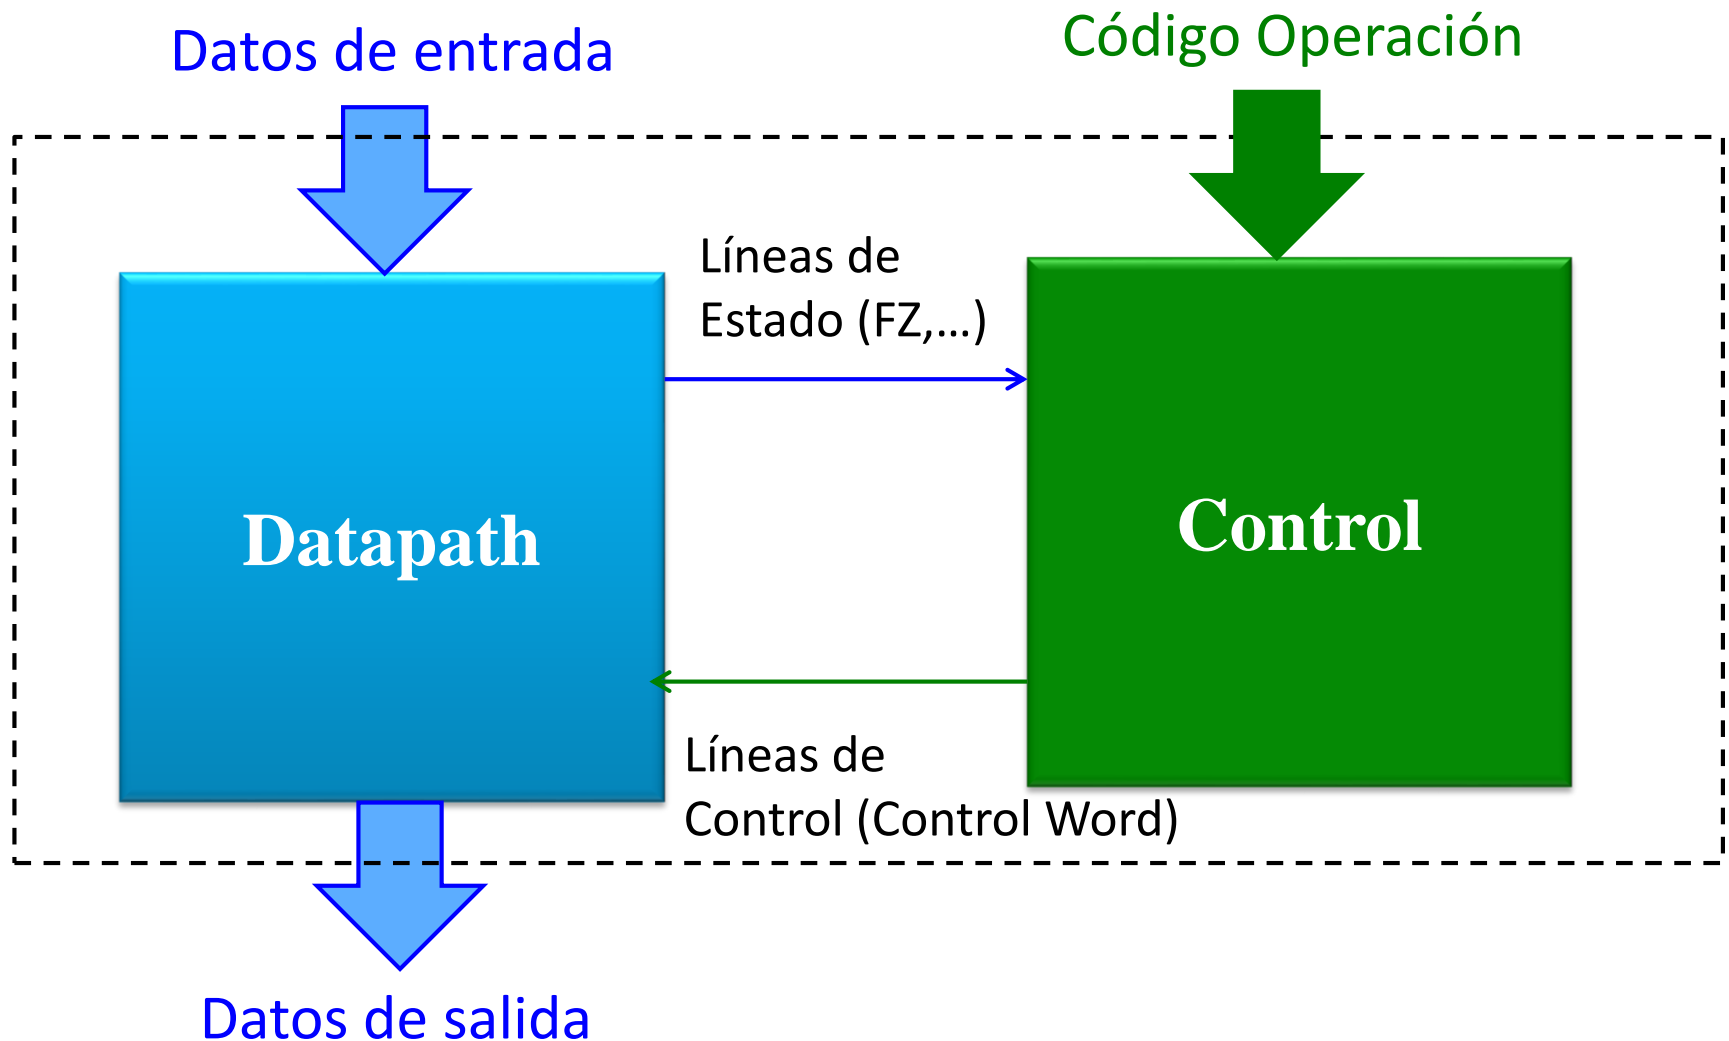 Datos de entrada
Código Operación
Líneas de
Estado (FZ,...)
Datapath
Control
Líneas de
Control (Control Word)
Datos de salida